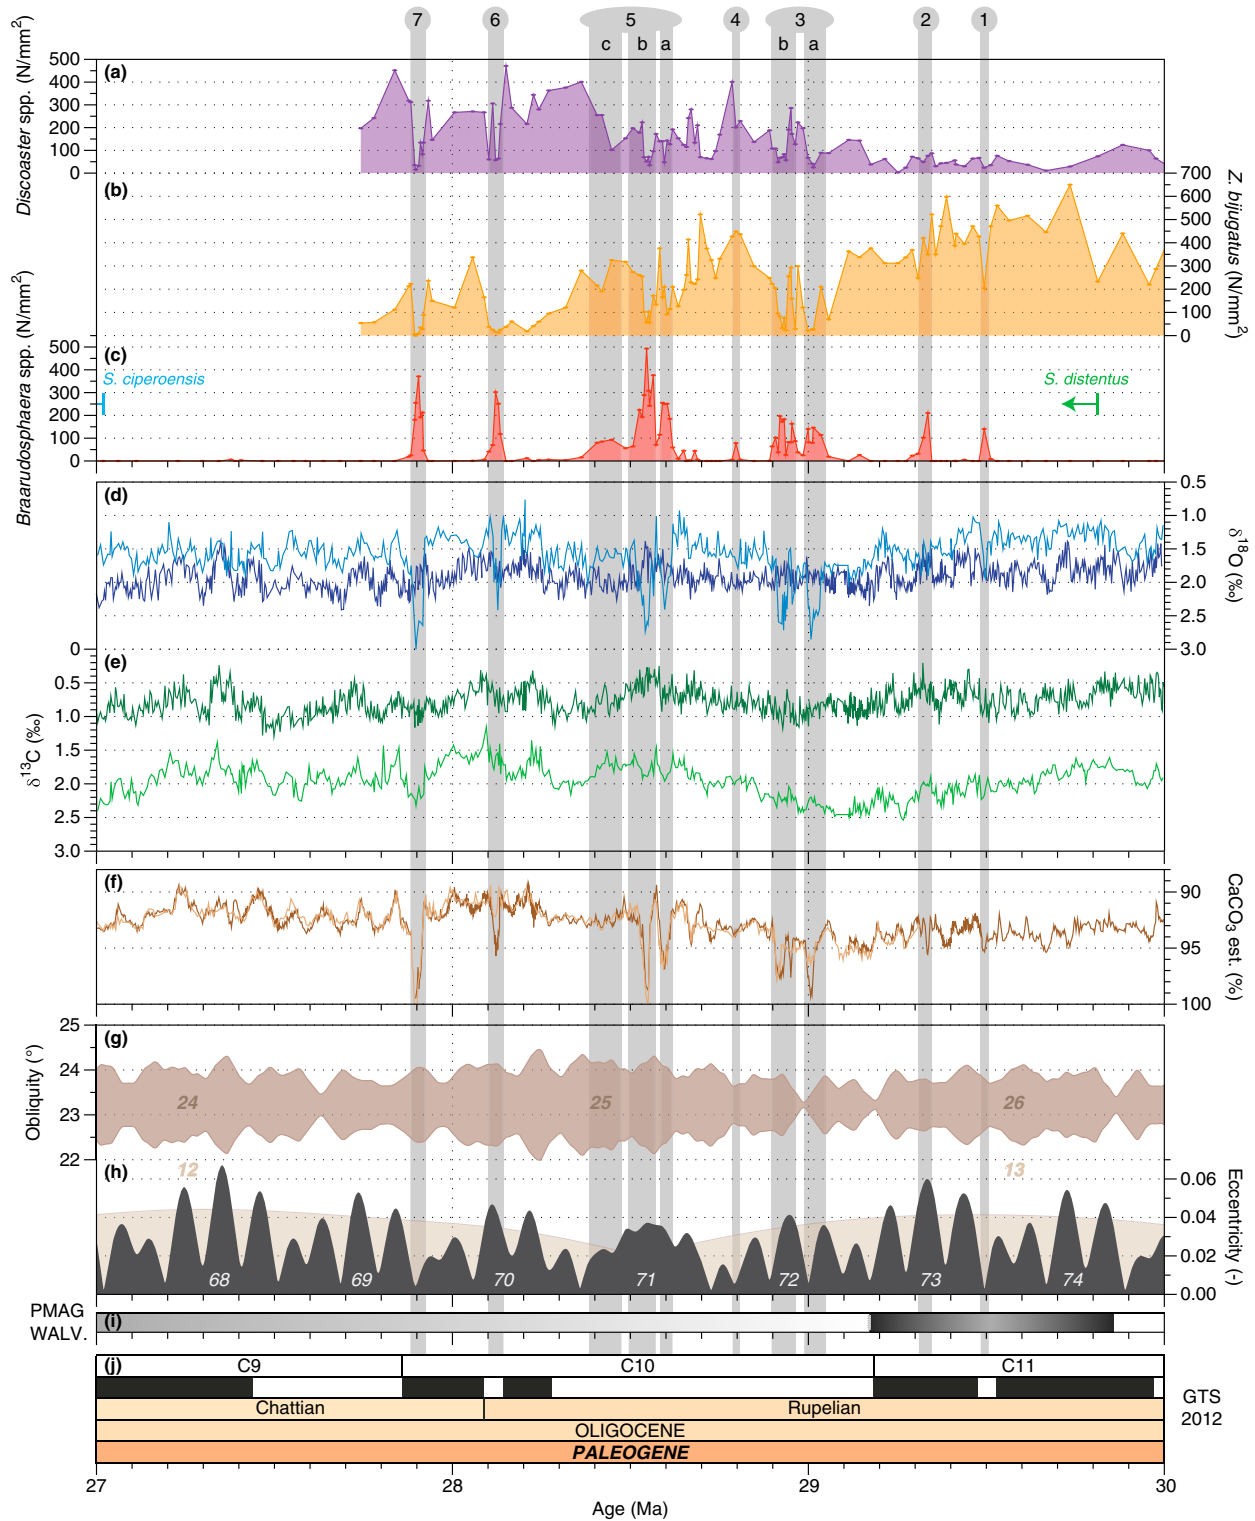 7 6 5 4 3 2 1
c b a b a
(a)
Discoaster spp. (N/mm²)
500
400
300
200
100
0
(b)
Z. bijugatus (N/mm²)
700
600
500
400
300
200
100
0
(c)
Braarudosphaera spp. (N/mm²)
500
400
300
200
100
0
S. ciperoensis
S. distentus
(d)
δ¹⁸O (‰)
0.5
1.0
1.5
2.0
2.5
3.0
(e)
δ¹³C (‰)
0
0.5
1.0
1.5
2.0
2.5
3.0
(f)
CaCO₃ est. (%)
90
95
100
(g)
Obliquity (°)
25
24
23
22
24 25 26
(h)
12 13
Eccentricity (-)
0.06
0.04
0.02
0.00
68 69 70 71 72 73 74
PMAG
WALV.
(i)
(j)
C9 C10 C11
GTS
2012
Chattian Rupelian
OLIGOCENE
PALEOGENE
27 28 29 30
Age (Ma)